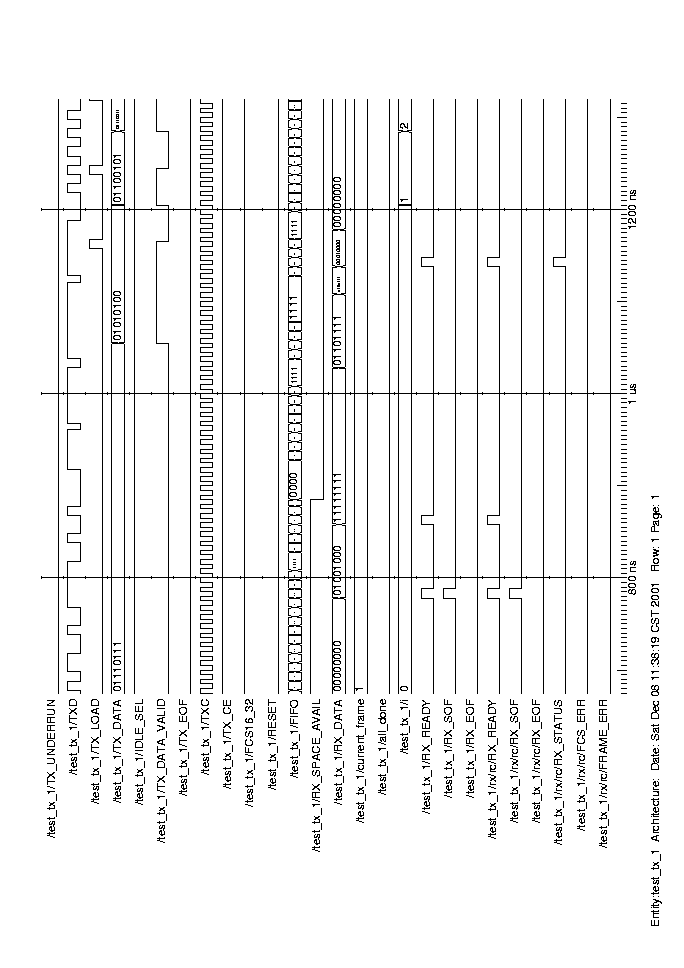 /test_tx_1/TX_UNDERRUN
/test_tx_1/TXD
/test_tx_1/TX_LOAD
/test_tx_1/TX_DATA 01110111 01010100 01100101
/test_tx_1/IDLE_SEL
/test_tx_1/TX_DATA_VALID
/test_tx_1/TX_EOF
/test_tx_1/TXC
/test_tx_1/TX_CE
/test_tx_1/FCS16_32
/test_tx_1/RESET
/test_tx_1/FIFO 0000 1111 1111 1111
/test_tx_1/RX_SPACE_AVAIL
/test_tx_1/RX_DATA 00000000 01001000 11111111 01101111 00000000
/test_tx_1/current_frame 1
/test_tx_1/all_done
/test_tx_1/i 0 1 2
/test_tx_1/RX_READY
/test_tx_1/RX_SOF
/test_tx_1/RX_EOF
/test_tx_1/rx/rc/RX_READY
/test_tx_1/rx/rc/RX_SOF
/test_tx_1/rx/rc/RX_EOF
/test_tx_1/rx/rc/RX_STATUS
/test_tx_1/rx/rc/FCS_ERR
/test_tx_1/rx/rc/FRAME_ERR
800 ns 1 us 1200 ns
Entity:test_tx_1 Architecture: Date: Sat Dec 08 11:38:19 CST 2001 Row: 1 Page: 1